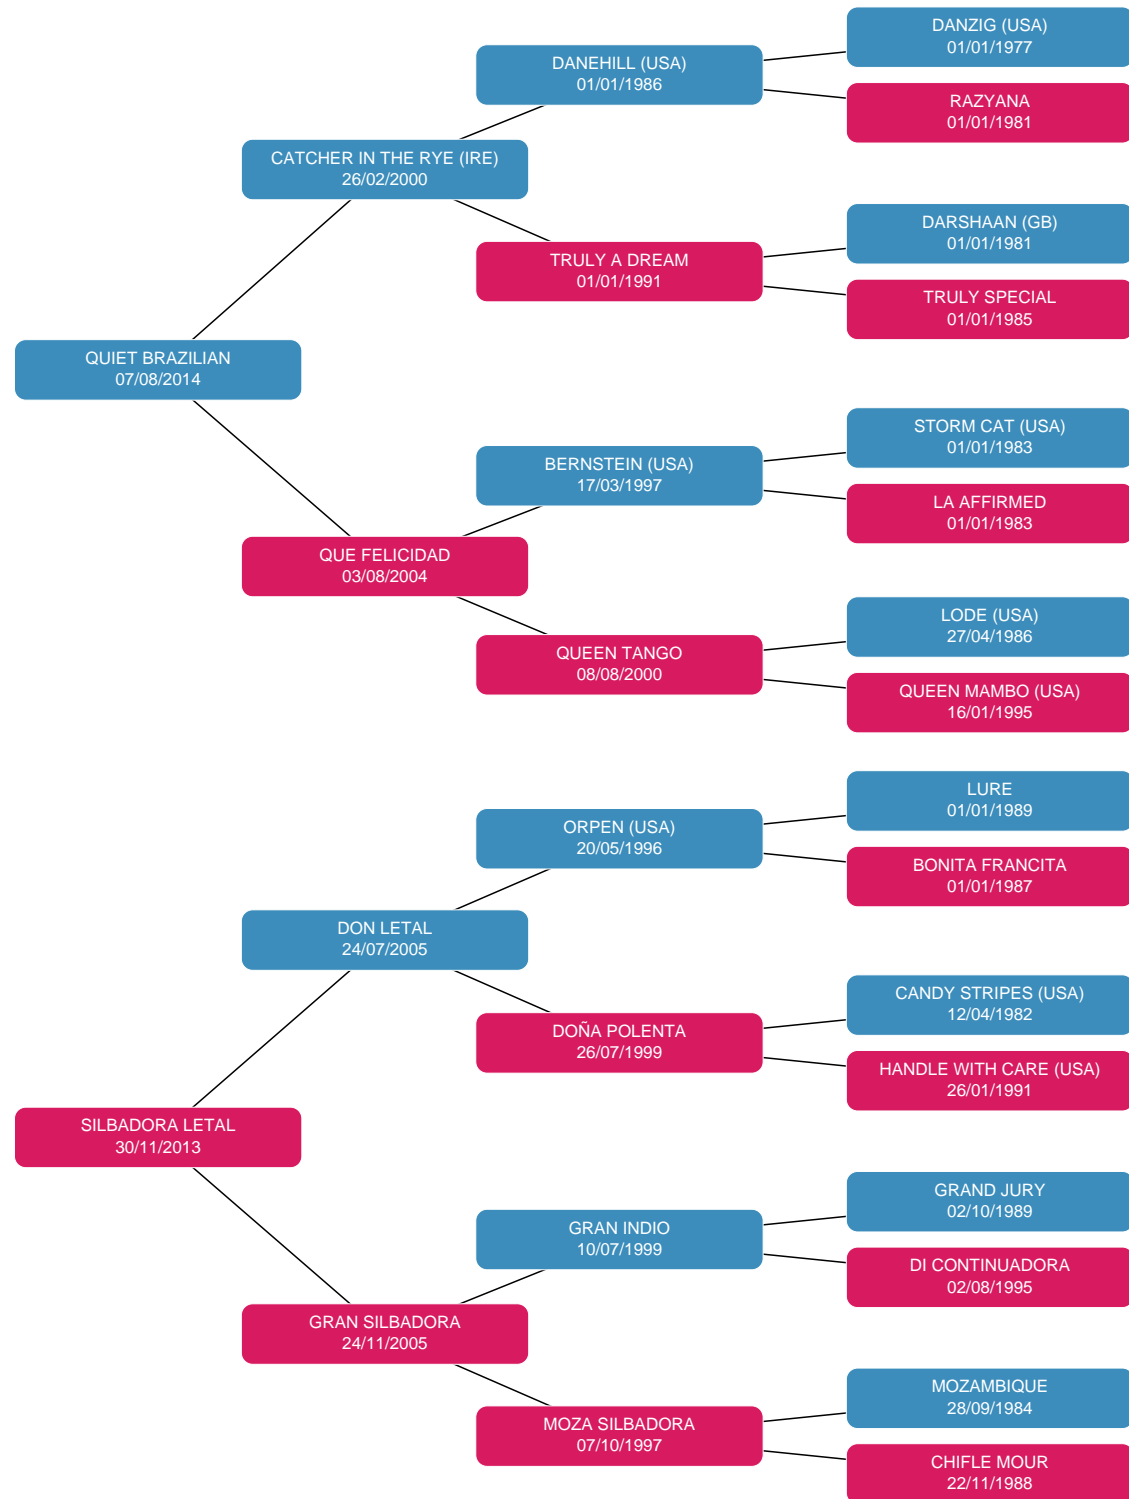 DANZIG (USA)
01/01/1977
DANEHILL (USA)
01/01/1986
RAZYANA
01/01/1981
CATCHER IN THE RYE (IRE)
26/02/2000
DARSHAAN (GB)
01/01/1981
TRULY A DREAM
01/01/1991
TRULY SPECIAL
01/01/1985
QUIET BRAZILIAN
07/08/2014
STORM CAT (USA)
01/01/1983
BERNSTEIN (USA)
17/03/1997
LA AFFIRMED
01/01/1983
QUE FELICIDAD
03/08/2004
LODE (USA)
27/04/1986
QUEEN TANGO
08/08/2000
QUEEN MAMBO (USA)
16/01/1995
LURE
01/01/1989
ORPEN (USA)
20/05/1996
BONITA FRANCITA
01/01/1987
DON LETAL
24/07/2005
CANDY STRIPES (USA)
12/04/1982
DOÑA POLENTA
26/07/1999
HANDLE WITH CARE (USA)
26/01/1991
SILBADORA LETAL
30/11/2013
GRAND JURY
02/10/1989
GRAN INDIO
10/07/1999
DI CONTINUADORA
02/08/1995
GRAN SILBADORA
24/11/2005
MOZAMBIQUE
28/09/1984
MOZA SILBADORA
07/10/1997
CHIFLE MOUR
22/11/1988